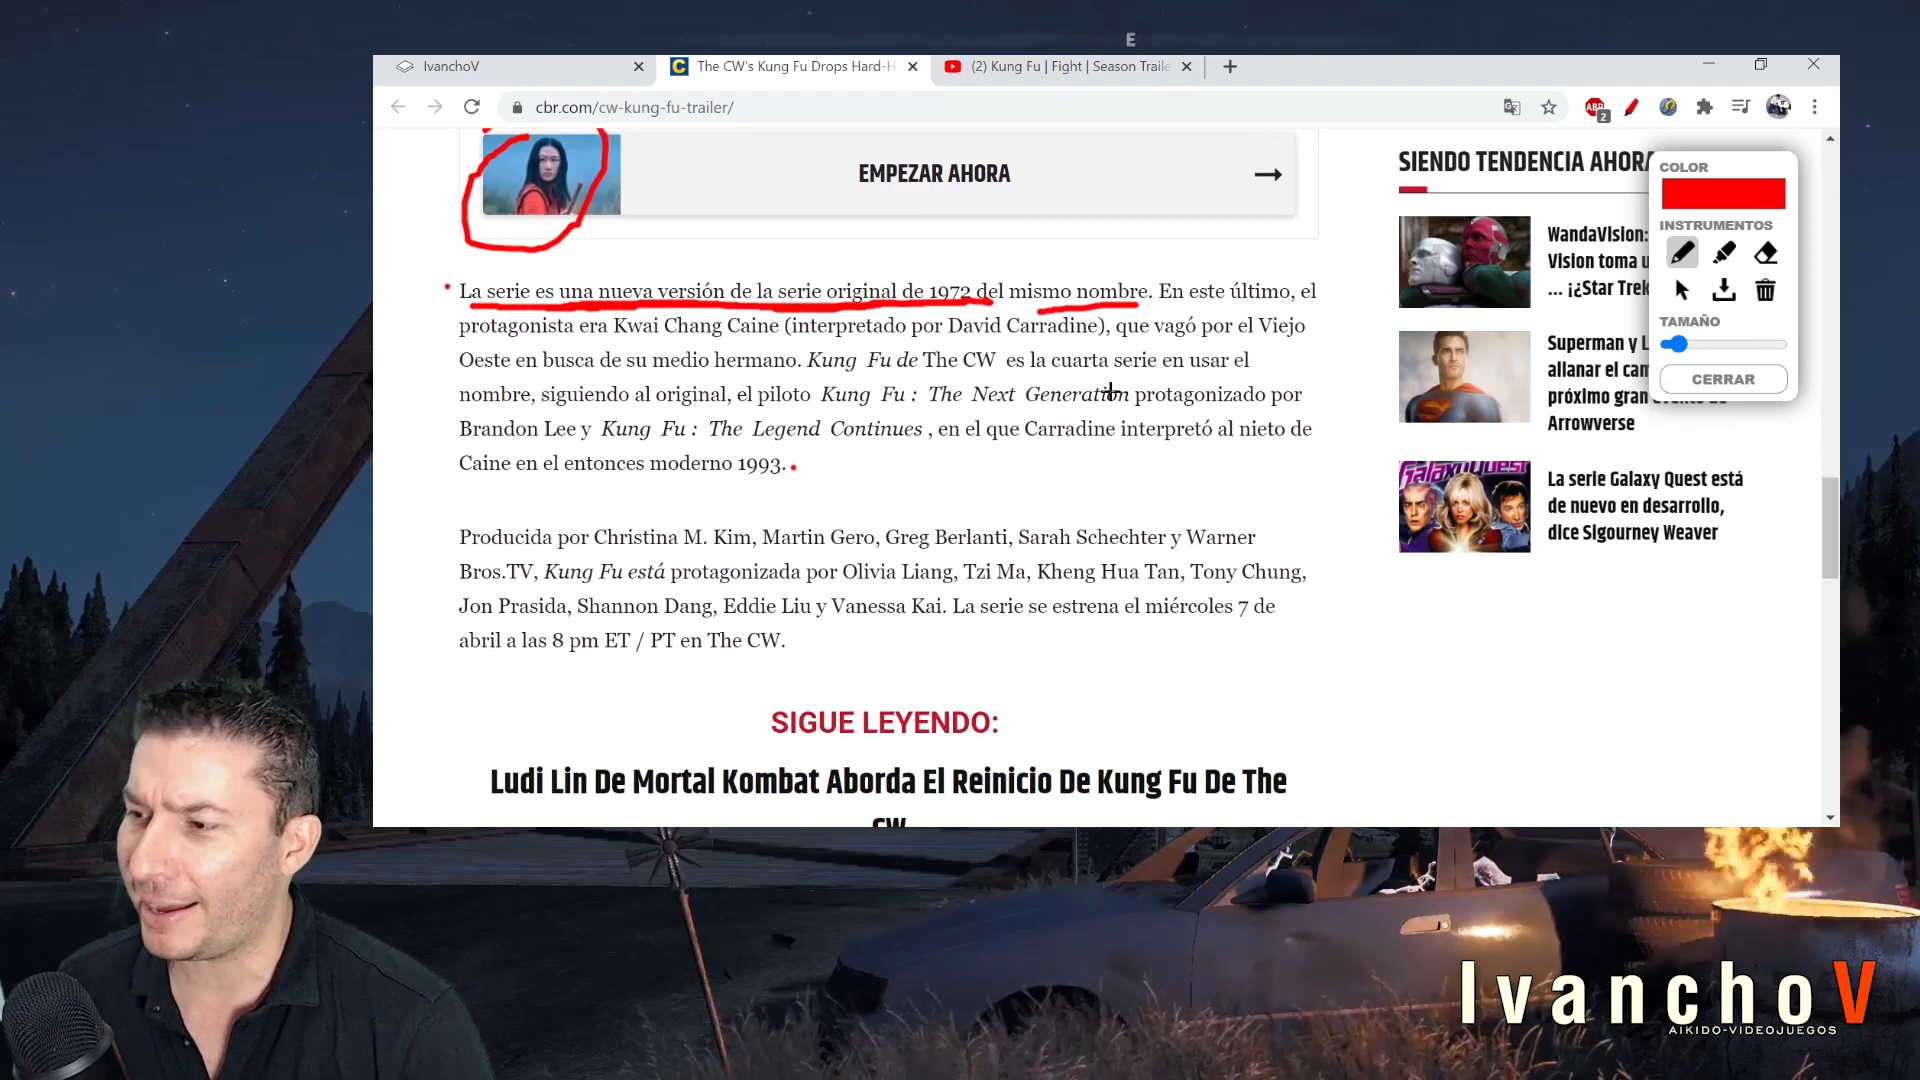 E
IvanchoV
The CW's Kung Fu Drops Hard-H
(2) Kung Fu | Fight | Season Traile
cbr.com/cw-kung-fu-trailer/
ABP
2
EMPEZAR AHORA
La serie es una nueva versión de la serie original de 1972 del mismo nombre. En este último, el
protagonista era Kwai Chang Caine (interpretado por David Carradine), que vagó por el Viejo
Oeste en busca de su medio hermano. Kung Fu de The CW es la cuarta serie en usar el
nombre, siguiendo al original, el piloto Kung Fu : The Next Generation protagonizado por
Brandon Lee y Kung Fu : The Legend Continues , en el que Carradine interpretó al nieto de
Caine en el entonces moderno 1993.
Producida por Christina M. Kim, Martin Gero, Greg Berlanti, Sarah Schechter y Warner
Bros.TV, Kung Fu está protagonizada por Olivia Liang, Tzi Ma, Kheng Hua Tan, Tony Chung,
Jon Prasida, Shannon Dang, Eddie Liu y Vanessa Kai. La serie se estrena el miércoles 7 de
abril a las 8 pm ET / PT en The CW.
SIGUE LEYENDO:
Ludi Lin De Mortal Kombat Aborda El Reinicio De Kung Fu De The
CW
SIENDO TENDENCIA AHORA
WandaVision:
Vision toma u
... ¡¿Star Trek
Superman y L
allanar el cam
próximo gran evento de
Arrowverse
GalaxyQuest
La serie Galaxy Quest está
de nuevo en desarrollo,
dice Sigourney Weaver
COLOR
INSTRUMENTOS
TAMAÑO
CERRAR
IvanchoV
AIKIDO-VIDEOJUEGOS